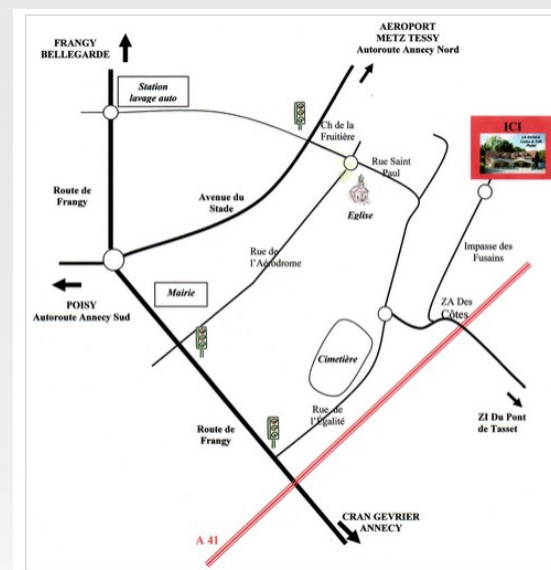 AEROPORT
METZ TESSY
Autoroute Annecy Nord
FRANGY
BELLEGARDE
Station
lavage auto
ICI
Ch de la
Fruitière
Rue Saint
Paul
Route de
Frangy
Avenue du
Stade
Eglise
Rue de
l'Aérodrome
Impasse des
Fusains
Mairie
POISY
Autoroute Annecy Sud
ZA Des
Côtes
Cimetière
Rue de
l'Égalité
ZI Du Pont
de Tasset
Route de
Frangy
CRAN GEVRIER
ANNECY
A 41